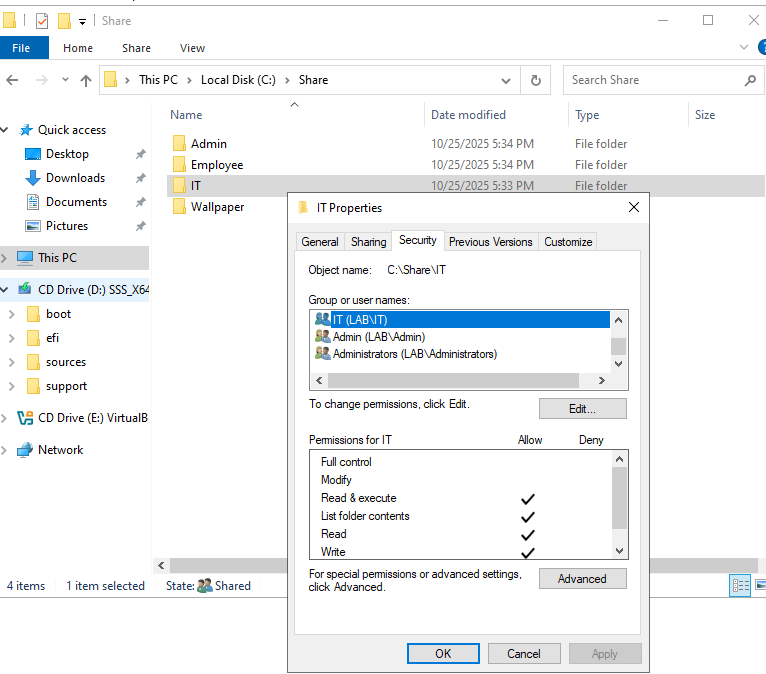 Share
File Home Share View
This PC Local Disk (C:) Share
Search Share
Name Date modified Type Size
Quick access
Desktop
Downloads
Documents
Pictures
This PC
CD Drive (D:) SSS_X64
boot
efi
sources
support
CD Drive (E:) VirtualB
Network
Admin 10/25/2025 5:34 PM File folder
Employee 10/25/2025 5:34 PM File folder
IT 10/25/2025 5:33 PM File folder
Wallpaper
IT Properties
General Sharing Security Previous Versions Customize
Object name: C:\Share\IT
Group or user names:
IT (LAB\IT)
Admin (LAB\Admin)
Administrators (LAB\Administrators)
To change permissions, click Edit.
Edit...
Permissions for IT Allow Deny
Full control
Modify
Read & execute
List folder contents
Read
Write
For special permissions or advanced settings,
click Advanced.
Advanced
OK Cancel Apply
4 items 1 item selected State: Shared